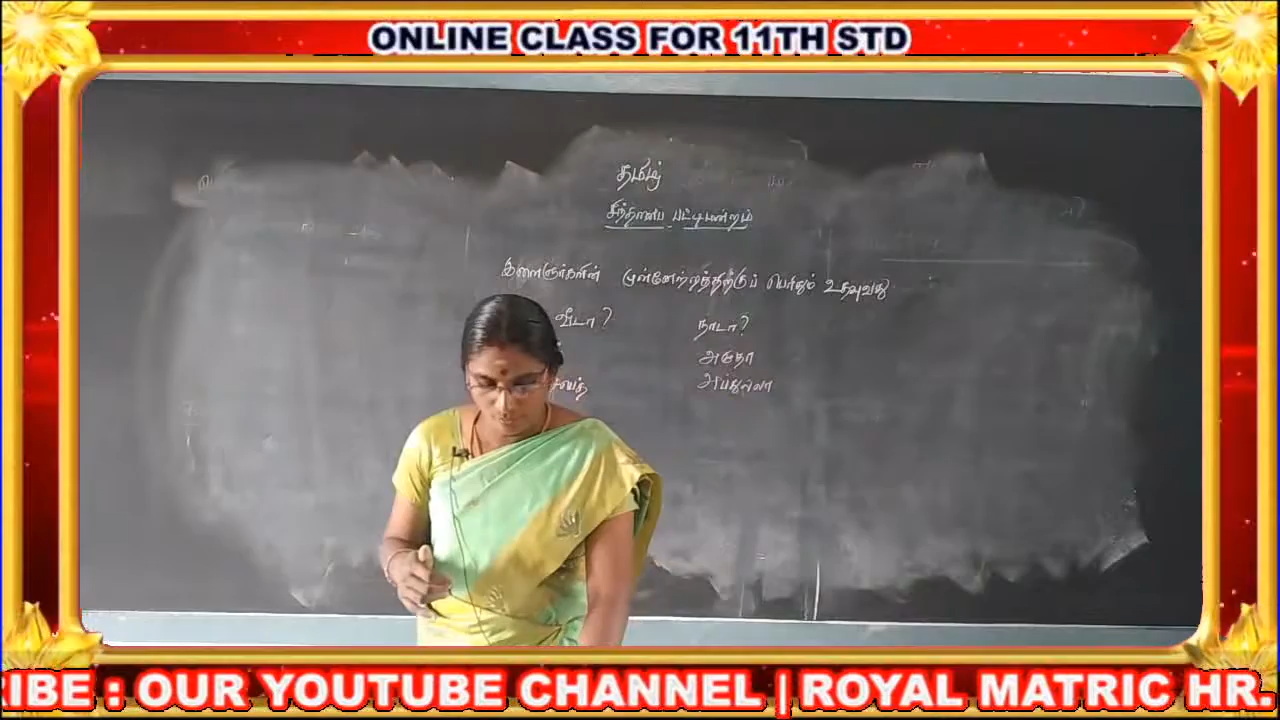 ONLINE CLASS FOR 11TH STD
தமிழ்
சிந்தனைப் பட்டிமன்றம்
இளைஞர்களின் முன்னேற்றத்திற்குப் பெரிதும் உதவுவது
வீடா? நாடா?
அமுதா
அப்துல்லா
IBE : OUR YOUTUBE CHANNEL | ROYAL MATRIC HR.